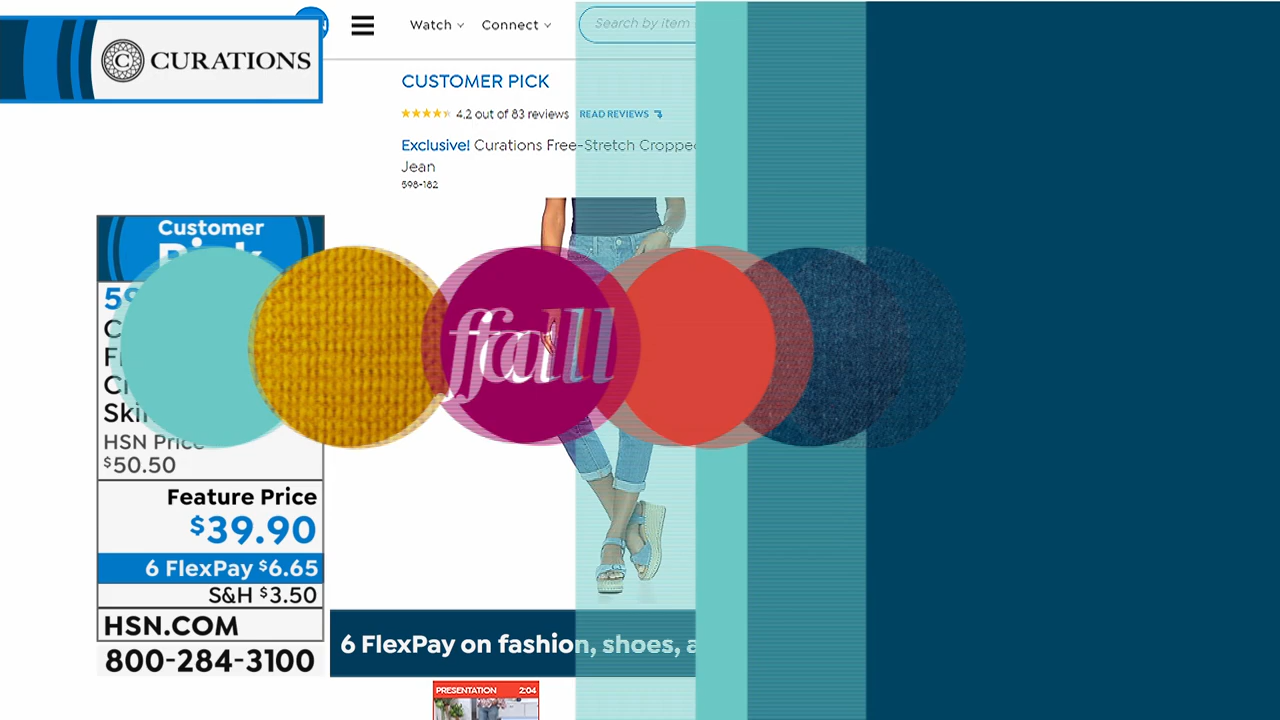 CURATIONS
Watch
Connect
Search by item
CUSTOMER PICK
4.2 out of 83 reviews READ REVIEWS
Exclusive! Curations Free-Stretch
Jean
598-182
Customer
HSN Price
$50.50
Feature Price
$39.90
6 FlexPay $6.65
S&H $3.50
HSN.COM
800-284-3100
fall
6 FlexPay on fashion, shoes,
PRESENTATION 2:04